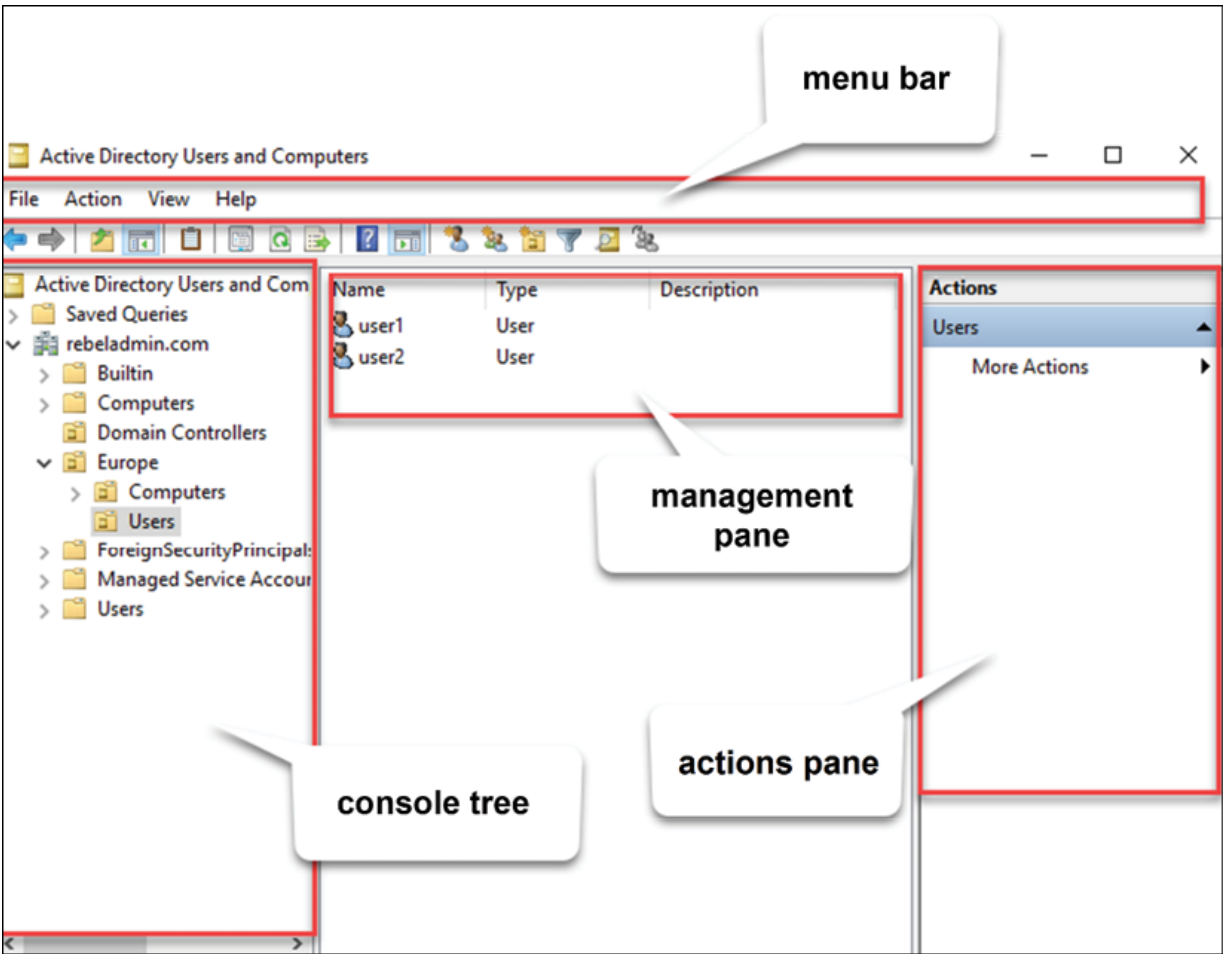 menu bar
Active Directory Users and Computers
File Action View Help
Active Directory Users and Com
Saved Queries
rebeladmin.com
Builtin
Computers
Domain Controllers
Europe
Computers
Users
ForeignSecurityPrincipals
Managed Service Accour
Users
Name Type Description
user1 User
user2 User
management
pane
Actions
Users
More Actions
actions pane
console tree